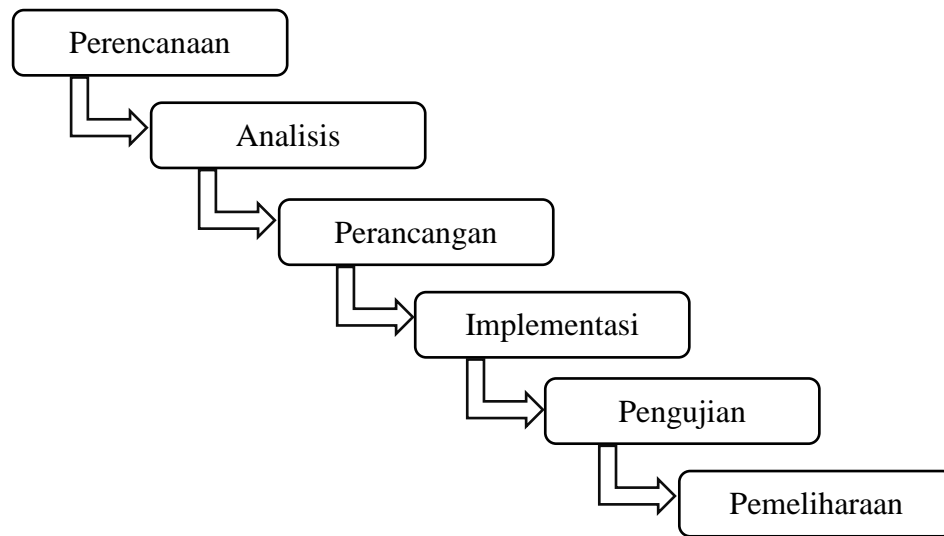 Perencanaan
Analisis
Perancangan
Implementasi
Pengujian
Pemeliharaan